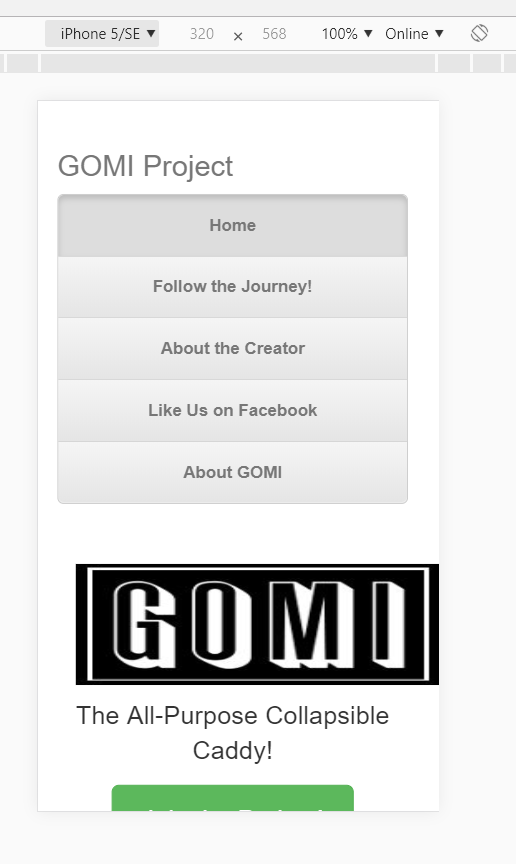 iPhone 5/SE ▼ 320 × 568 100% ▼ Online ▼
GOMI Project
Home
Follow the Journey!
About the Creator
Like Us on Facebook
About GOMI
GOMI
The All-Purpose Collapsible
Caddy!